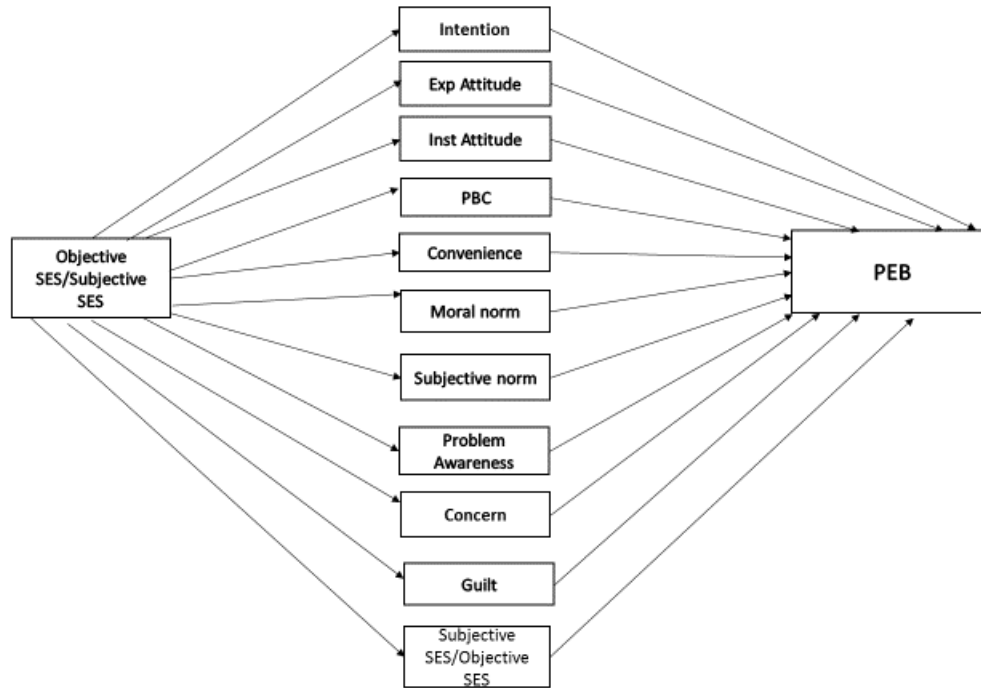 Intention
Exp Attitude
Inst Attitude
PBC
Convenience
Objective
SES/Subjective
SES
PEB
Moral norm
Subjective norm
Problem
Awareness
Concern
Guilt
Subjective
SES/Objective
SES